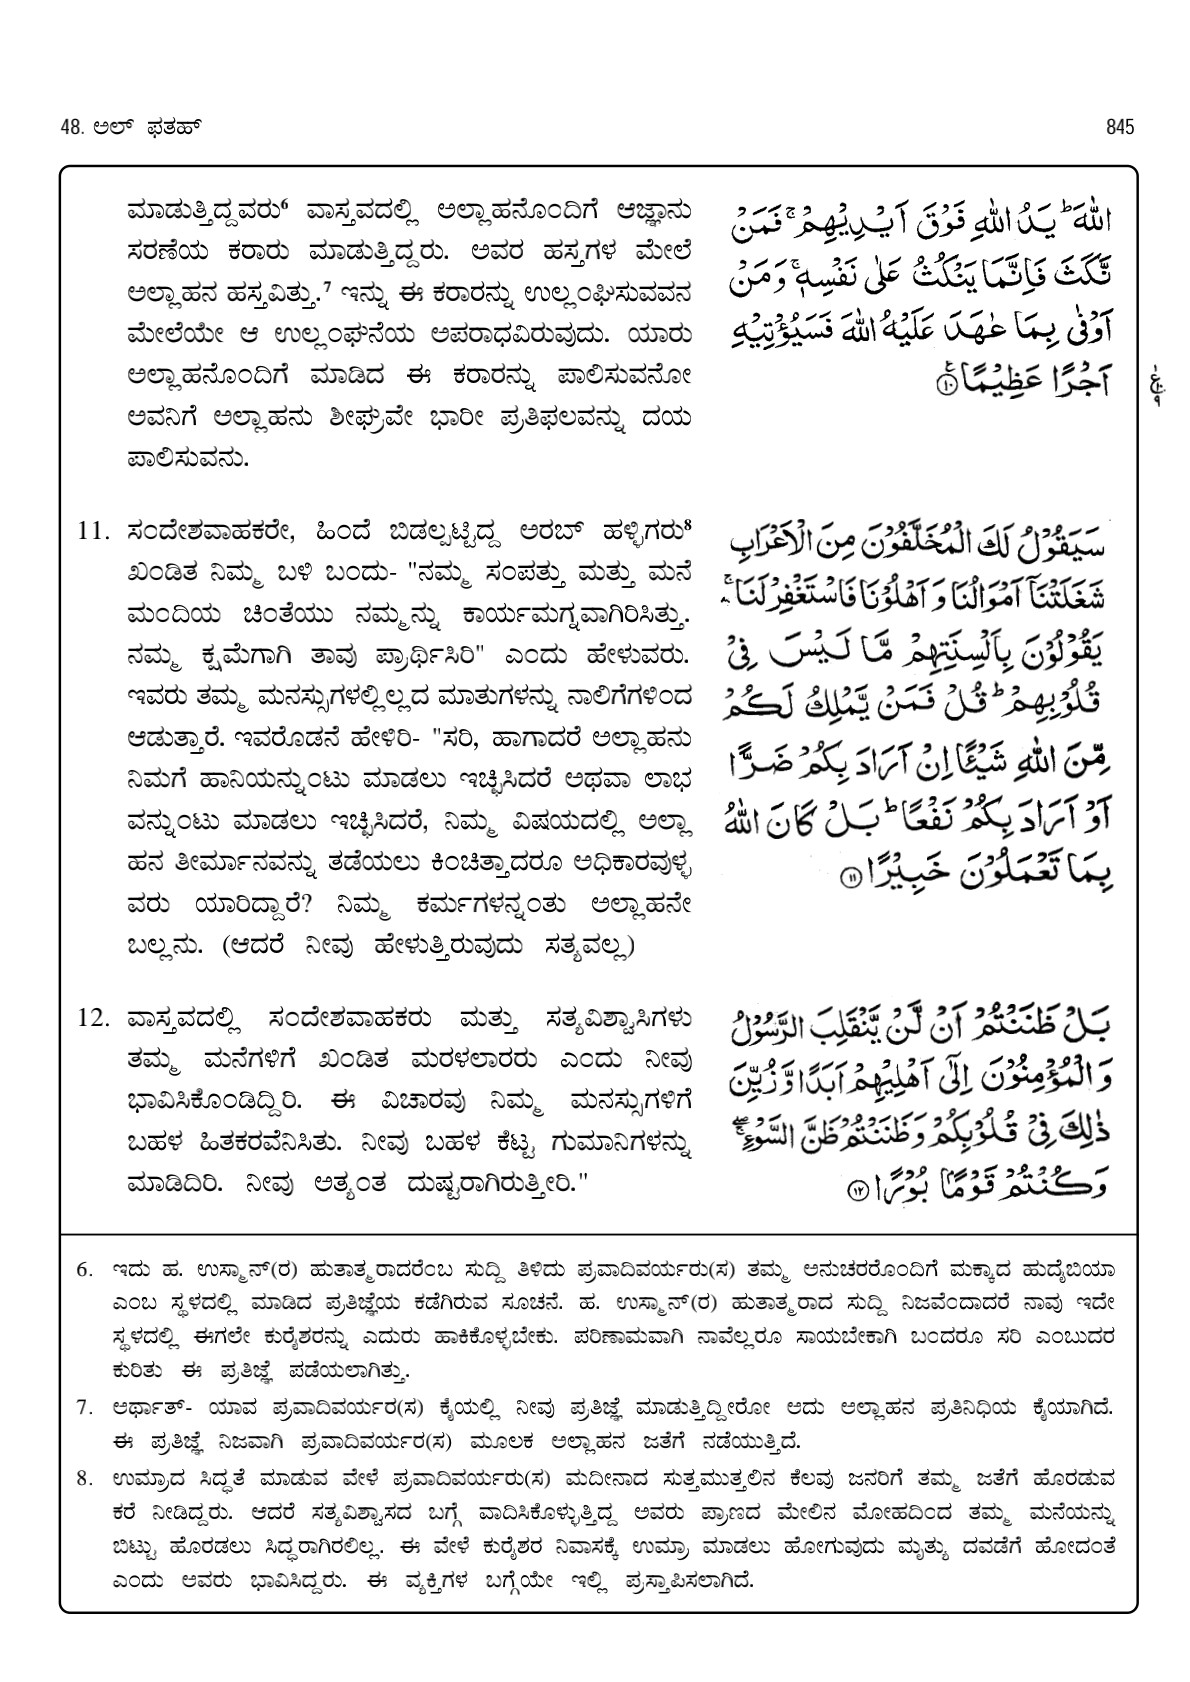 48. ಅಲ್ ಫತಹ್
845
ಮಾಡುತ್ತಿದ್ದವರು⁶ ವಾಸ್ತವದಲ್ಲಿ ಅಲ್ಲಾಹನೊಂದಿಗೆ ಆಜ್ಞಾನು
ಸರಣೆಯ ಕರಾರು ಮಾಡುತ್ತಿದ್ದರು. ಅವರ ಹಸ್ತಗಳ ಮೇಲೆ
ಅಲ್ಲಾಹನ ಹಸ್ತವಿತ್ತು.⁷ ಇನ್ನು ಈ ಕರಾರನ್ನು ಉಲ್ಲಂಘಿಸುವವನ
ಮೇಲೆಯೇ ಆ ಉಲ್ಲಂಘನೆಯ ಅಪರಾಧವಿರುವುದು. ಯಾರು
ಅಲ್ಲಾಹನೊಂದಿಗೆ ಮಾಡಿದ ಈ ಕರಾರನ್ನು ಪಾಲಿಸುವನೋ
ಅವನಿಗೆ ಅಲ್ಲಾಹನು ಶೀಘ್ರವೇ ಭಾರೀ ಪ್ರತಿಫಲವನ್ನು ದಯ
ಪಾಲಿಸುವನು.
اللّٰهَ ؕ يَدُ اللّٰهِ فَوْقَ اَيْدِيْهِمْ ۚ فَمَنْ
نَّكَثَ فَاِنَّمَا يَنْكُثُ عَلٰى نَفْسِهٖ ۚ وَمَنْ
اَوْفٰى بِمَا عٰهَدَ عَلَيْهُ اللّٰهَ فَسَيُؤْتِيْهِ
اَجْرًا عَظِيْمًا ۠ ۝۱۰
11. ಸಂದೇಶವಾಹಕರೇ, ಹಿಂದೆ ಬಿಡಲ್ಪಟ್ಟಿದ್ದ ಅರಬ್ ಹಳ್ಳಿಗರು⁸
ಖಂಡಿತ ನಿಮ್ಮ ಬಳಿ ಬಂದು- "ನಮ್ಮ ಸಂಪತ್ತು ಮತ್ತು ಮನೆ
ಮಂದಿಯ ಚಿಂತೆಯು ನಮ್ಮನ್ನು ಕಾರ್ಯಮಗ್ನವಾಗಿರಿಸಿತ್ತು.
ನಮ್ಮ ಕ್ಷಮೆಗಾಗಿ ತಾವು ಪ್ರಾರ್ಥಿಸಿರಿ" ಎಂದು ಹೇಳುವರು.
ಇವರು ತಮ್ಮ ಮನಸ್ಸುಗಳಲ್ಲಿಲ್ಲದ ಮಾತುಗಳನ್ನು ನಾಲಿಗೆಗಳಿಂದ
ಆಡುತ್ತಾರೆ. ಇವರೊಡನೆ ಹೇಳಿರಿ- "ಸರಿ, ಹಾಗಾದರೆ ಅಲ್ಲಾಹನು
ನಿಮಗೆ ಹಾನಿಯನ್ನುಂಟು ಮಾಡಲು ಇಚ್ಛಿಸಿದರೆ ಅಥವಾ ಲಾಭ
ವನ್ನುಂಟು ಮಾಡಲು ಇಚ್ಛಿಸಿದರೆ, ನಿಮ್ಮ ವಿಷಯದಲ್ಲಿ ಅಲ್ಲಾ
ಹನ ತೀರ್ಮಾನವನ್ನು ತಡೆಯಲು ಕಿಂಚಿತ್ತಾದರೂ ಅಧಿಕಾರವುಳ್ಳ
ವರು ಯಾರಿದ್ದಾರೆ? ನಿಮ್ಮ ಕರ್ಮಗಳನ್ನಂತು ಅಲ್ಲಾಹನೇ
ಬಲ್ಲನು. (ಆದರೆ ನೀವು ಹೇಳುತ್ತಿರುವುದು ಸತ್ಯವಲ್ಲ)
سَيَقُوْلُ لَكَ الْمُخَلَّفُوْنَ مِنَ الْاَعْرَابِ
شَغَلَتْنَاۤ اَمْوَالُنَا وَاَهْلُوْنَا فَاسْتَغْفِرْ لَنَا ۚ
يَقُوْلُوْنَ بِاَلْسِنَتِهِمْ مَّا لَيْسَ فِيْ
قُلُوْبِهِمْ ؕ قُلْ فَمَنْ يَّمْلِكُ لَكُمْ
مِّنَ اللّٰهِ شَيْـًٔا اِنْ اَرَادَ بِكُمْ ضَرًّا
اَوْ اَرَادَ بِكُمْ نَفْعًا ؕ بَلْ كَانَ اللّٰهُ
بِمَا تَعْمَلُوْنَ خَبِيْرًا ۝۱۱
12. ವಾಸ್ತವದಲ್ಲಿ ಸಂದೇಶವಾಹಕರು ಮತ್ತು ಸತ್ಯವಿಶ್ವಾಸಿಗಳು
ತಮ್ಮ ಮನೆಗಳಿಗೆ ಖಂಡಿತ ಮರಳಲಾರರು ಎಂದು ನೀವು
ಭಾವಿಸಿಕೊಂಡಿದ್ದಿರಿ. ಈ ವಿಚಾರವು ನಿಮ್ಮ ಮನಸ್ಸುಗಳಿಗೆ
ಬಹಳ ಹಿತಕರವೆನಿಸಿತು. ನೀವು ಬಹಳ ಕೆಟ್ಟ ಗುಮಾನಿಗಳನ್ನು
ಮಾಡಿದಿರಿ. ನೀವು ಅತ್ಯಂತ ದುಷ್ಟರಾಗಿರುತ್ತೀರಿ."
بَلْ ظَنَنْتُمْ اَنْ لَّنْ يَّنْقَلِبَ الرَّسُوْلُ
وَالْمُؤْمِنُوْنَ اِلٰۤى اَهْلِيْهِمْ اَبَدًا وَّزُيِّنَ
ذٰلِكَ فِيْ قُلُوْبِكُمْ وَظَنَنْتُمْ ظَنَّ السَّوْءِ ۖۚ
وَكُنْتُمْ قَوْمًۢا بُوْرًا ۝۱۲
6. ಇದು ಹ. ಉಸ್ಮಾನ್(ರ) ಹುತಾತ್ಮರಾದರೆಂಬ ಸುದ್ದಿ ತಿಳಿದು ಪ್ರವಾದಿವರ್ಯರು(ಸ) ತಮ್ಮ ಅನುಚರರೊಂದಿಗೆ ಮಕ್ಕಾದ ಹುದೈಬಿಯಾ
ಎಂಬ ಸ್ಥಳದಲ್ಲಿ ಮಾಡಿದ ಪ್ರತಿಜ್ಞೆಯ ಕಡೆಗಿರುವ ಸೂಚನೆ. ಹ. ಉಸ್ಮಾನ್(ರ) ಹುತಾತ್ಮರಾದ ಸುದ್ದಿ ನಿಜವೆಂದಾದರೆ ನಾವು ಇದೇ
ಸ್ಥಳದಲ್ಲಿ ಈಗಲೇ ಕುರೈಶರನ್ನು ಎದುರು ಹಾಕಿಕೊಳ್ಳಬೇಕು. ಪರಿಣಾಮವಾಗಿ ನಾವೆಲ್ಲರೂ ಸಾಯಬೇಕಾಗಿ ಬಂದರೂ ಸರಿ ಎಂಬುದರ
ಕುರಿತು ಈ ಪ್ರತಿಜ್ಞೆ ಪಡೆಯಲಾಗಿತ್ತು.
7. ಅರ್ಥಾತ್- ಯಾವ ಪ್ರವಾದಿವರ್ಯರ(ಸ) ಕೈಯಲ್ಲಿ ನೀವು ಪ್ರತಿಜ್ಞೆ ಮಾಡುತ್ತಿದ್ದೀರೋ ಅದು ಅಲ್ಲಾಹನ ಪ್ರತಿನಿಧಿಯ ಕೈಯಾಗಿದೆ.
ಈ ಪ್ರತಿಜ್ಞೆ ನಿಜವಾಗಿ ಪ್ರವಾದಿವರ್ಯರ(ಸ) ಮೂಲಕ ಅಲ್ಲಾಹನ ಜತೆಗೆ ನಡೆಯುತ್ತಿದೆ.
8. ಉಮ್ರಾದ ಸಿದ್ಧತೆ ಮಾಡುವ ವೇಳೆ ಪ್ರವಾದಿವರ್ಯರು(ಸ) ಮದೀನಾದ ಸುತ್ತಮುತ್ತಲಿನ ಕೆಲವು ಜನರಿಗೆ ತಮ್ಮ ಜತೆಗೆ ಹೊರಡುವ
ಕರೆ ನೀಡಿದ್ದರು. ಆದರೆ ಸತ್ಯವಿಶ್ವಾಸದ ಬಗ್ಗೆ ವಾದಿಸಿಕೊಳ್ಳುತ್ತಿದ್ದ ಅವರು ಪ್ರಾಣದ ಮೇಲಿನ ಮೋಹದಿಂದ ತಮ್ಮ ಮನೆಯನ್ನು
ಬಿಟ್ಟು ಹೊರಡಲು ಸಿದ್ಧರಾಗಿರಲಿಲ್ಲ. ಈ ವೇಳೆ ಕುರೈಶರ ನಿವಾಸಕ್ಕೆ ಉಮ್ರಾ ಮಾಡಲು ಹೋಗುವುದು ಮೃತ್ಯು ದವಡೆಗೆ ಹೋದಂತೆ
ಎಂದು ಅವರು ಭಾವಿಸಿದ್ದರು. ಈ ವ್ಯಕ್ತಿಗಳ ಬಗ್ಗೆಯೇ ಇಲ್ಲಿ ಪ್ರಸ್ತಾಪಿಸಲಾಗಿದೆ.